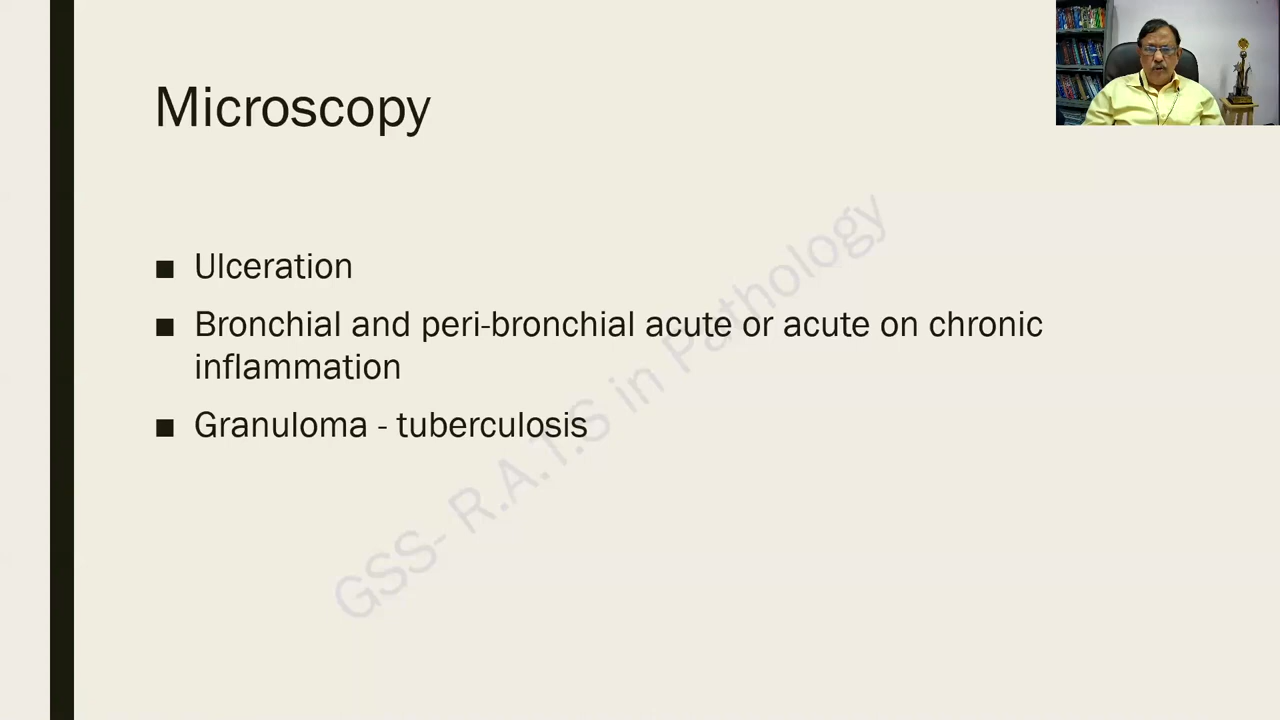 Microscopy
■ Ulceration
■ Bronchial and peri-bronchial acute or acute on chronic
inflammation
■ Granuloma - tuberculosis
GSS- R.A.T.S in Pathology